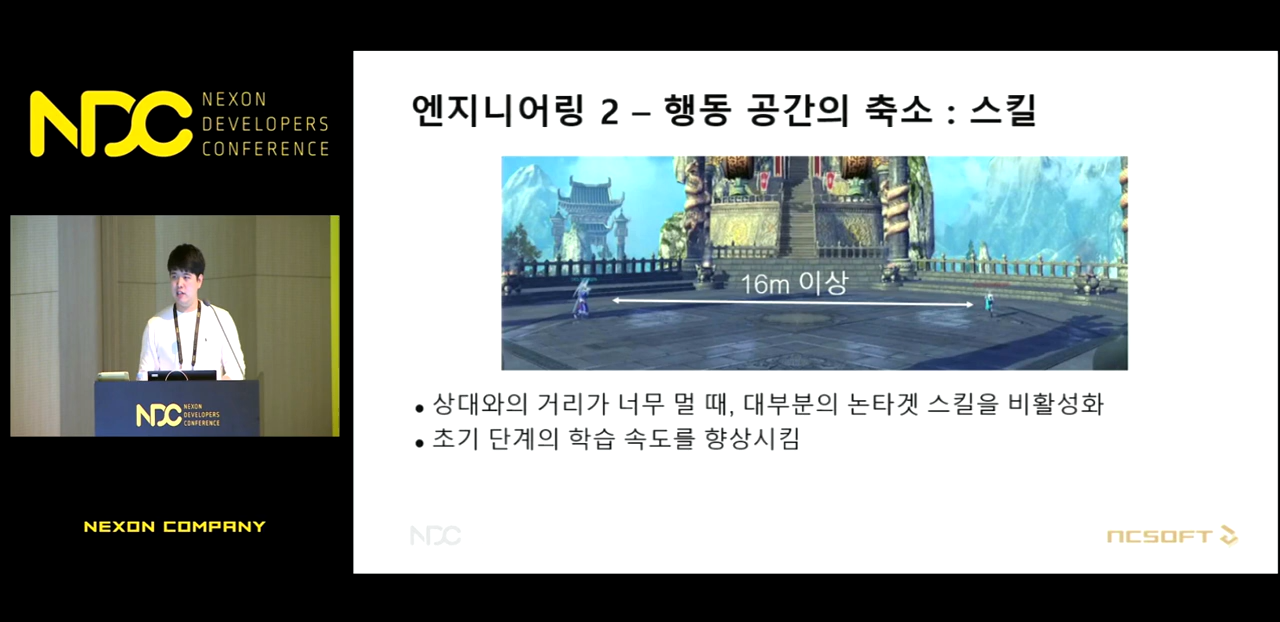 NDC NEXON
DEVELOPERS
CONFERENCE
엔지니어링 2 – 행동 공간의 축소 : 스킬
16m 이상
• 상대와의 거리가 너무 멀 때, 대부분의 논타겟 스킬을 비활성화
• 초기 단계의 학습 속도를 향상시킴
NDC NEXON
DEVELOPERS
CONFERENCE
NEXON COMPANY
NDC
NCSOFT